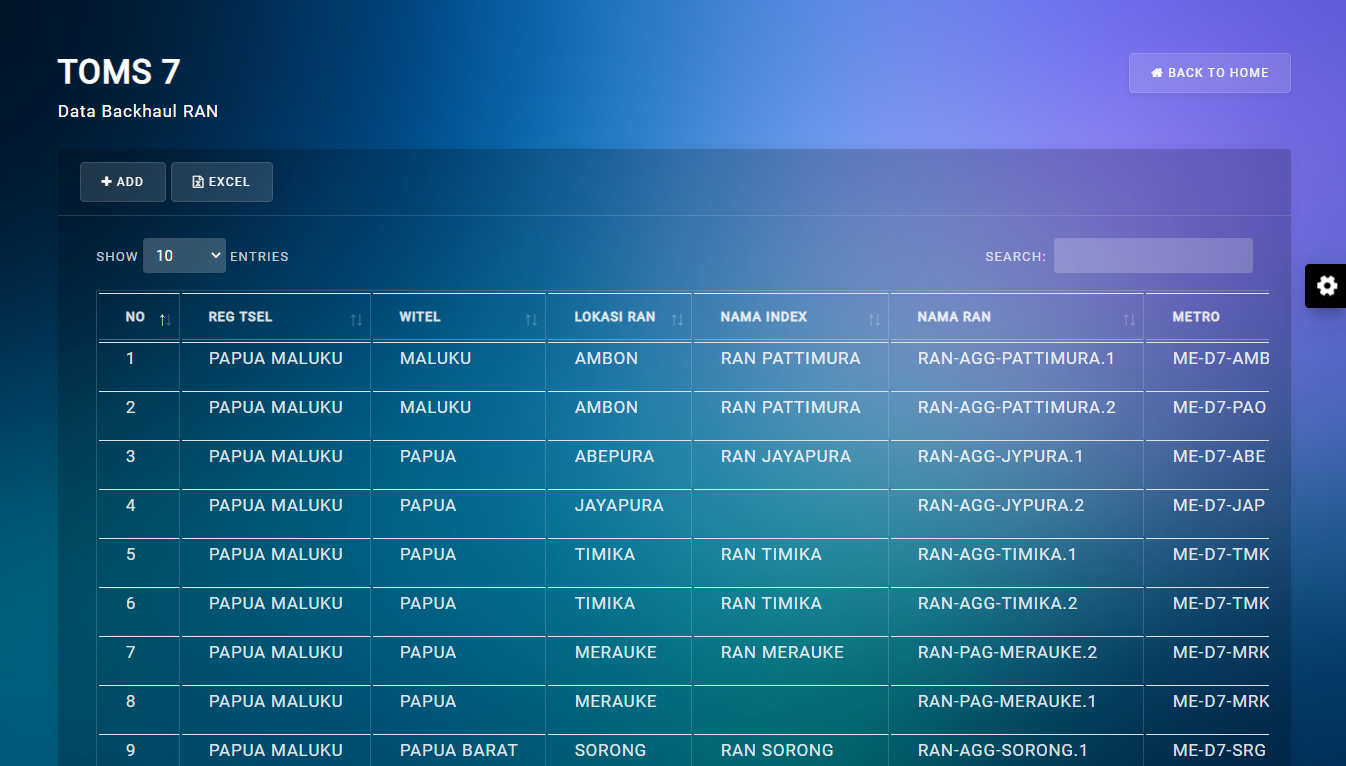 TOMS 7
BACK TO HOME
Data Backhaul RAN
ADD EXCEL
SHOW 10 ENTRIES SEARCH:
NO REG TSEL WITEL LOKASI RAN NAMA INDEX NAMA RAN METRO
1 PAPUA MALUKU MALUKU AMBON RAN PATTIMURA RAN-AGG-PATTIMURA.1 ME-D7-AMB
2 PAPUA MALUKU MALUKU AMBON RAN PATTIMURA RAN-AGG-PATTIMURA.2 ME-D7-PAO
3 PAPUA MALUKU PAPUA ABEPURA RAN JAYAPURA RAN-AGG-JYPURA.1 ME-D7-ABE
4 PAPUA MALUKU PAPUA JAYAPURA RAN-AGG-JYPURA.2 ME-D7-JAP
5 PAPUA MALUKU PAPUA TIMIKA RAN TIMIKA RAN-AGG-TIMIKA.1 ME-D7-TMK
6 PAPUA MALUKU PAPUA TIMIKA RAN TIMIKA RAN-AGG-TIMIKA.2 ME-D7-TMK
7 PAPUA MALUKU PAPUA MERAUKE RAN MERAUKE RAN-PAG-MERAUKE.2 ME-D7-MRK
8 PAPUA MALUKU PAPUA MERAUKE RAN-PAG-MERAUKE.1 ME-D7-MRK
9 PAPUA MALUKU PAPUA BARAT SORONG RAN SORONG RAN-AGG-SORONG.1 ME-D7-SRG